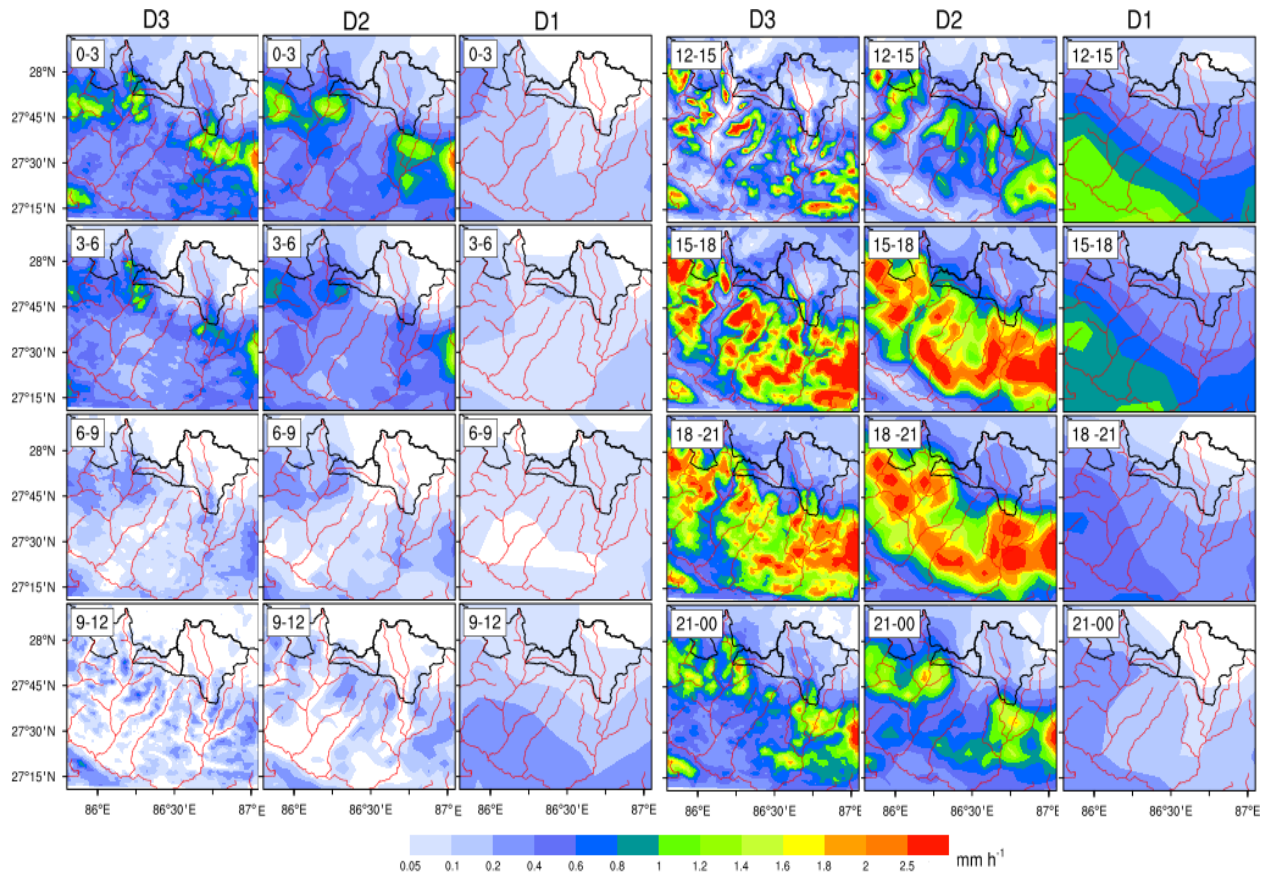 D3 D2 D1 D3 D2 D1
0-3 0-3 0-3 12-15 12-15 12-15
28°N
27°45'N
27°30'N
27°15'N
3-6 3-6 3-6 15-18 15-18 15-18
28°N
27°45'N
27°30'N
27°15'N
6-9 6-9 6-9 18 -21 18 -21 18 -21
28°N
27°45'N
27°30'N
27°15'N
9-12 9-12 9-12 21-00 21-00 21-00
28°N
27°45'N
27°30'N
27°15'N
86°E 86°30'E 87°E 86°E 86°30'E 87°E 86°E 86°30'E 87°E 86°E 86°30'E 87°E 86°E 86°30'E 87°E 86°E 86°30'E 87°E
0.05 0.1 0.2 0.4 0.6 0.8 1 1.2 1.4 1.6 1.8 2 2.5 mm h⁻¹